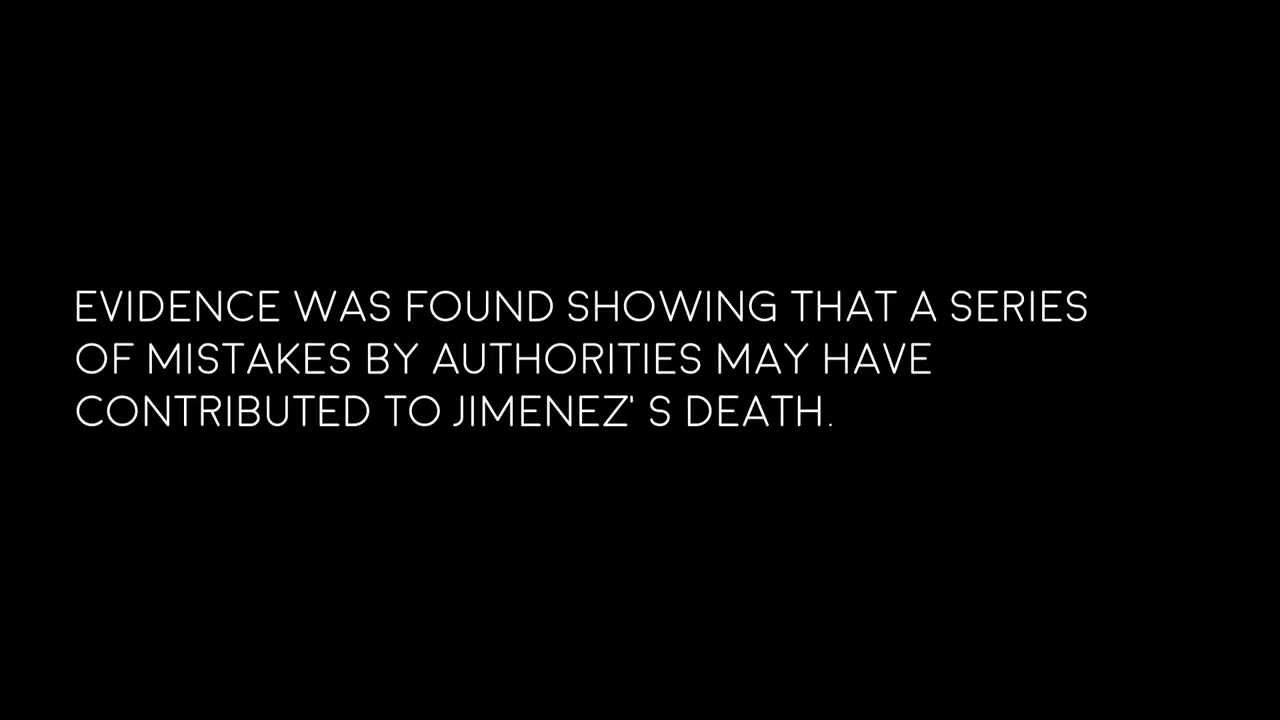 EVIDENCE WAS FOUND SHOWING THAT A SERIES
OF MISTAKES BY AUTHORITIES MAY HAVE
CONTRIBUTED TO JIMENEZ' S DEATH.